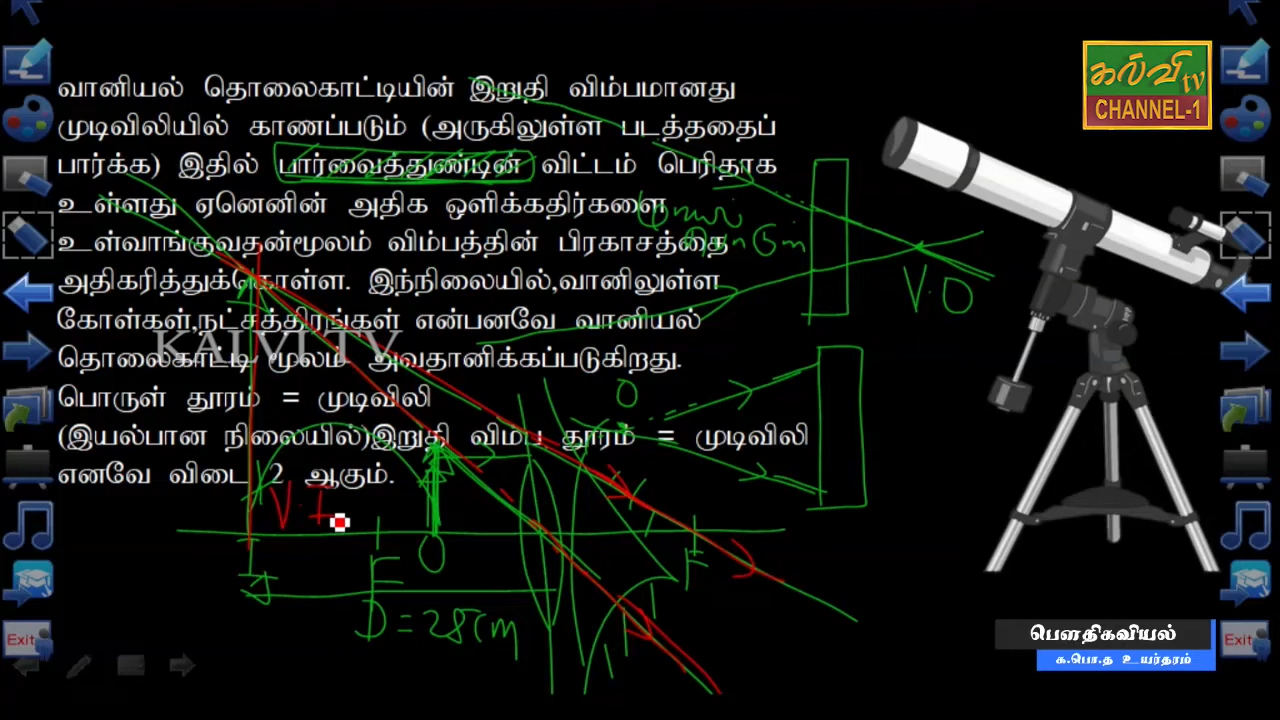 வானியல் தொலைகாட்டியின் இறுதி விம்பமானது
முடிவிலியில் காணப்படும் (அருகிலுள்ள படத்ததைப்
பார்க்க) இதில் பார்வைத்துண்டின் விட்டம் பெரிதாக
உள்ளது ஏனெனின் அதிக ஒளிக்கதிர்களை
உள்வாங்குவதன்மூலம் விம்பத்தின் பிரகாசத்தை
அதிகரித்துக்கொள்ள. இந்நிலையில்,வானிலுள்ள
கோள்கள்,நட்சத்திரங்கள் என்பனவே வானியல்
தொலைகாட்டி மூலம் அவதானிக்கப்படுகிறது.
பொருள் தூரம் = முடிவிலி
(இயல்பான நிலையில்)இறுதி விம்ப தூரம் = முடிவிலி
எனவே விடை 2 ஆகும்.
KALVI TV
கல்வி tv
CHANNEL-1
V.O
O
V.I
O
F
F
D = 25cm
பௌதிகவியல்
க.பொ.த உயர்தரம்
Exit
Exit